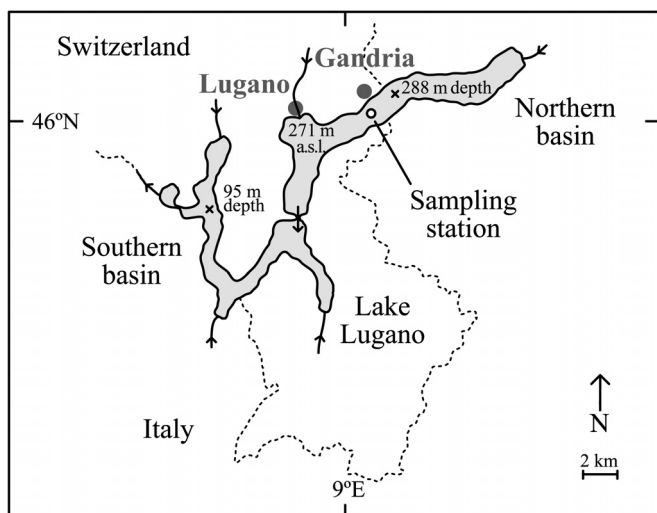 Switzerland
Gandria
Lugano
288 m depth
Northern
basin
46ºN
271 m
a.s.l.
Sampling
station
95 m
depth
Southern
basin
Lake
Lugano
Italy
N
2 km
9ºE